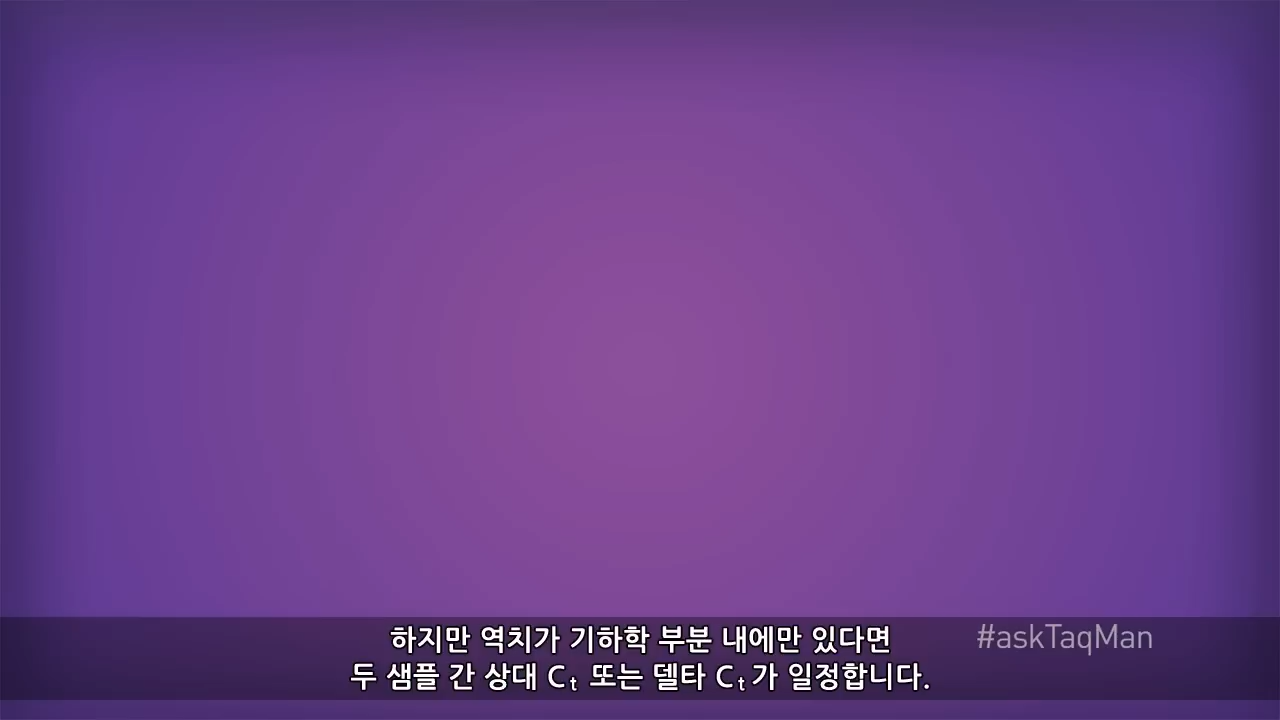 하지만 역치가 기하학 부분 내에만 있다면
#askTaqMan
두 샘플 간 상대 Cₜ 또는 델타 Cₜ가 일정합니다.